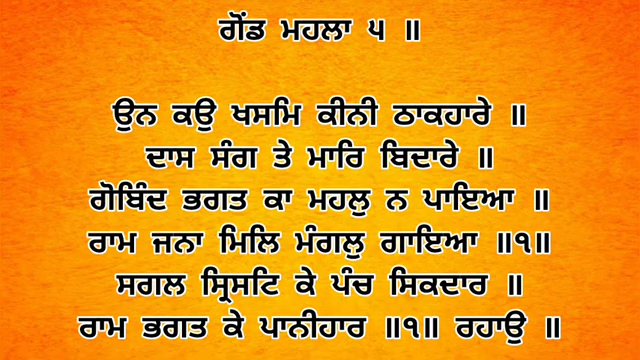 ਗੋਂਡ ਮਹਲਾ ੫ ॥
ਉਨ ਕਉ ਖਸਮਿ ਕੀਨੀ ਠਾਕਹਾਰੇ ॥
ਦਾਸ ਸੰਗ ਤੇ ਮਾਰਿ ਬਿਦਾਰੇ ॥
ਗੋਬਿੰਦ ਭਗਤ ਕਾ ਮਹਲੁ ਨ ਪਾਇਆ ॥
ਰਾਮ ਜਨਾ ਮਿਲਿ ਮੰਗਲੁ ਗਾਇਆ ॥੧॥
ਸਗਲ ਸ੍ਰਿਸਟਿ ਕੇ ਪੰਚ ਸਿਕਦਾਰ ॥
ਰਾਮ ਭਗਤ ਕੇ ਪਾਨੀਹਾਰ ॥੧॥ ਰਹਾਉ ॥